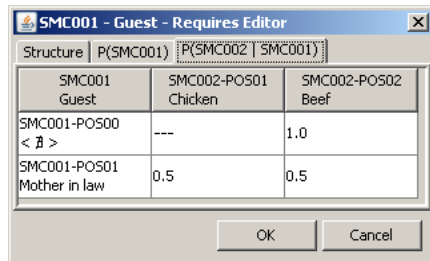 SMC001 - Guest - Requires Editor
Structure P(SMC001) P(SMC002 | SMC001)
SMC001 SMC002-POS01 SMC002-POS02
Guest Chicken Beef
SMC001-POS00
< ∄ > --- 1.0
SMC001-POS01
Mother in law 0.5 0.5
OK Cancel